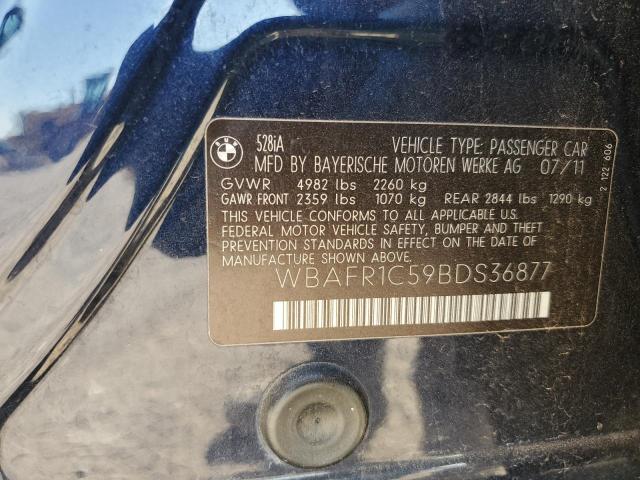 BMW
528iA
VEHICLE TYPE: PASSENGER CAR
MFD BY BAYERISCHE MOTOREN WERKE AG 07/11
GVWR 4982 lbs 2260 kg
GAWR FRONT 2359 lbs 1070 kg REAR 2844 lbs 1290 kg
THIS VEHICLE CONFORMS TO ALL APPLICABLE U.S.
FEDERAL MOTOR VEHICLE SAFETY, BUMPER AND THEFT
PREVENTION STANDARDS IN EFFECT ON THE DATE OF
MANUFACTURE SHOWN ABOVE.
WBAFR1C59BDS36877
2 122 606